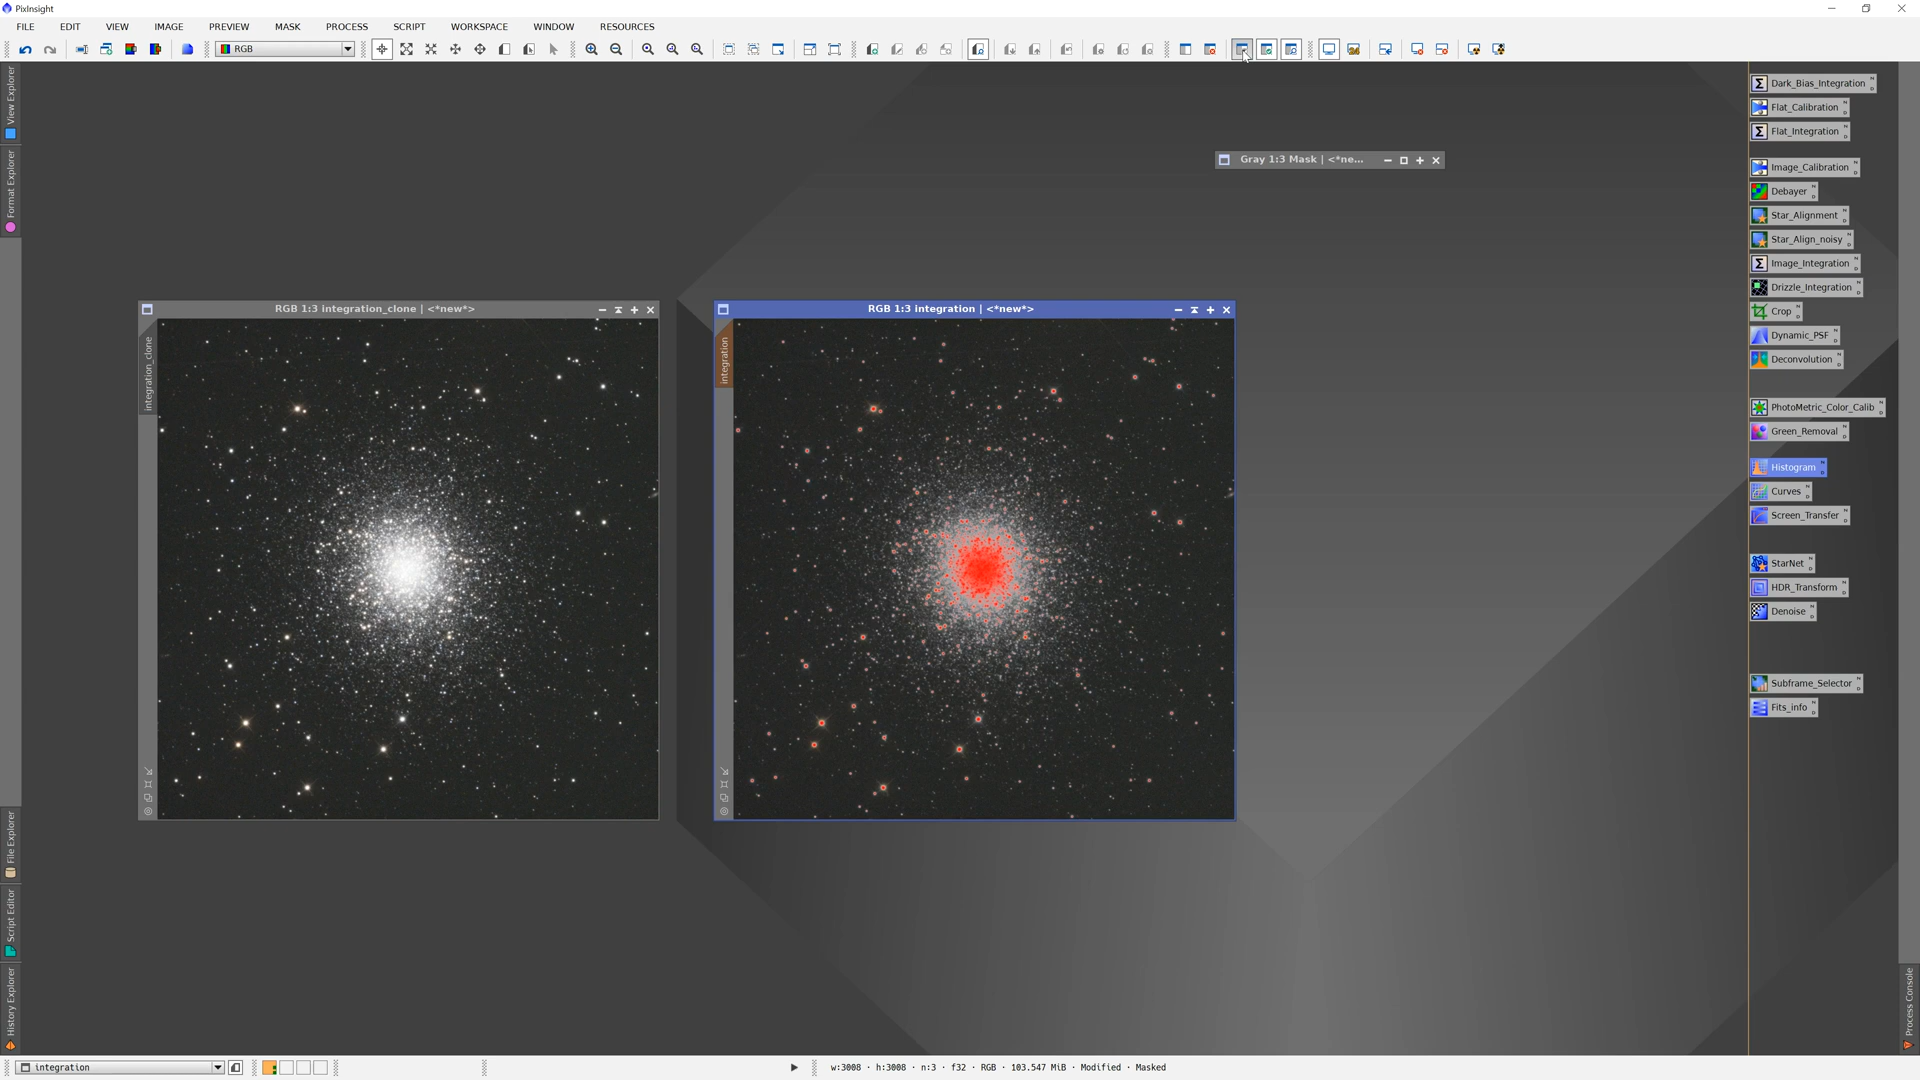 PixInsight
FILE EDIT VIEW IMAGE PREVIEW MASK PROCESS SCRIPT WORKSPACE WINDOW RESOURCES
RGB
View Explorer
Format Explorer
File Explorer
Script Editor
History Explorer
Gray 1:3 Mask | <*ne...
RGB 1:3 integration_clone | <*new*>
integration_clone
RGB 1:3 integration | <*new*>
integration
Dark_Bias_Integration
Flat_Calibration
Flat_Integration
Image_Calibration
Debayer
Star_Alignment
Star_Align_noisy
Image_Integration
Drizzle_Integration
Crop
Dynamic_PSF
Deconvolution
PhotoMetric_Color_Calib
Green_Removal
Histogram
Curves
Screen_Transfer
StarNet
HDR_Transform
Denoise
Subframe_Selector
Fits_info
Process Console
integration
w:3008 · h:3008 · n:3 · f32 · RGB · 103.547 MiB · Modified · Masked